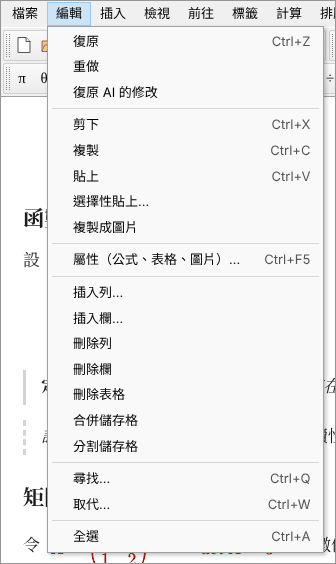 檔案 編輯 插入 檢視 前往 標籤 計算
復原 Ctrl+Z
重做
復原 AI 的修改
剪下 Ctrl+X
複製 Ctrl+C
貼上 Ctrl+V
選擇性貼上...
複製成圖片
屬性（公式、表格、圖片）... Ctrl+F5
插入列...
插入欄...
刪除列
刪除欄
刪除表格
合併儲存格
分割儲存格
尋找... Ctrl+Q
取代... Ctrl+W
全選 Ctrl+A
π θ ÷
設
令
1 2